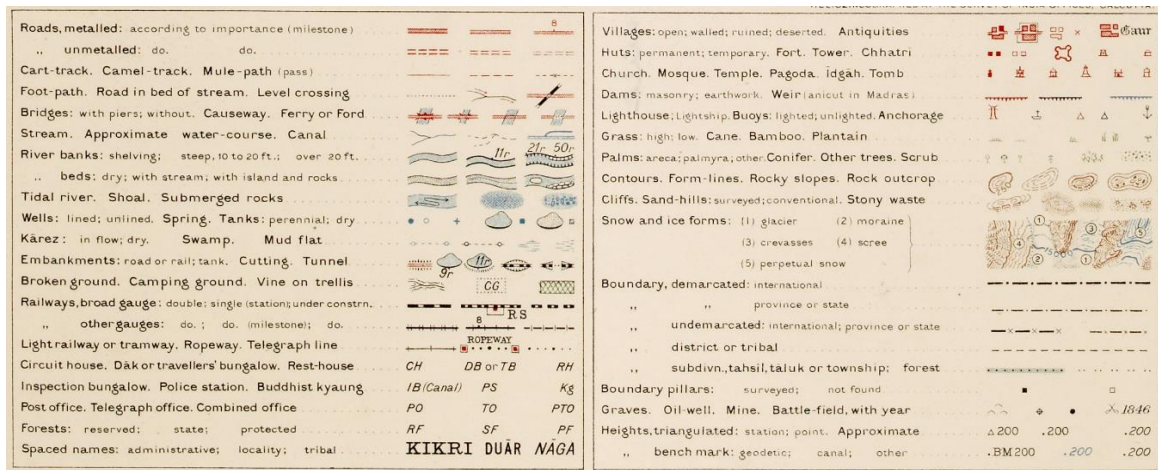 Roads, metalled: according to importance (milestone) 8
„ unmetalled: do. do.
Cart-track. Camel-track. Mule-path (pass)
Foot-path. Road in bed of stream. Level crossing
Bridges: with piers; without. Causeway. Ferry or Ford
Stream. Approximate water-course. Canal
River banks: shelving; steep, 10 to 20 ft.; over 20 ft. 11r 21r 50r
„ beds: dry; with stream; with island and rocks
Tidal river. Shoal. Submerged rocks
Wells: lined; unlined. Spring. Tanks: perennial; dry
Kārez: in flow; dry. Swamp. Mud flat
Embankments: road or rail; tank. Cutting. Tunnel 9r 11r
Broken ground. Camping ground. Vine on trellis CG
Railways, broad gauge: double; single (station); under constrn. RS
„ other gauges: do.; do. (milestone); do. 8
Light railway or tramway. Ropeway. Telegraph line ROPEWAY
Circuit house. Dâk or travellers' bungalow. Rest-house CH DB or TB RH
Inspection bungalow. Police station. Buddhist kyaung IB (Canal) PS Kg
Post office. Telegraph office. Combined office PO TO PTO
Forests: reserved; state; protected RF SF PF
Spaced names: administrative; locality; tribal KIKRI DUĀR NĀGA
Villages: open; walled; ruined; deserted. Antiquities Gaur
Huts: permanent; temporary. Fort. Tower. Chhatri
Church. Mosque. Temple. Pagoda. Īdgāh. Tomb
Dams: masonry; earthwork. Weir (anicut in Madras)
Lighthouse; Lightship. Buoys: lighted; unlighted. Anchorage
Grass: high; low. Cane. Bamboo. Plantain
Palms: areca; palmyra; other. Conifer. Other trees. Scrub
Contours. Form-lines. Rocky slopes. Rock outcrop
Cliffs. Sand-hills: surveyed; conventional. Stony waste
Snow and ice forms: (1) glacier (2) moraine 1 3 5
(3) crevasses (4) scree 4
(5) perpetual snow 2 1
Boundary, demarcated: international
„ „ province or state
„ undemarcated: international; province or state
„ district or tribal
„ subdivn., tahsil, tāluk or township; forest
Boundary pillars: surveyed; not found
Graves. Oil-well. Mine. Battle-field, with year 1846
Heights, triangulated: station; point. Approximate 200 .200 .200
„ bench mark: geodetic; canal; other .BM 200 .200 .200